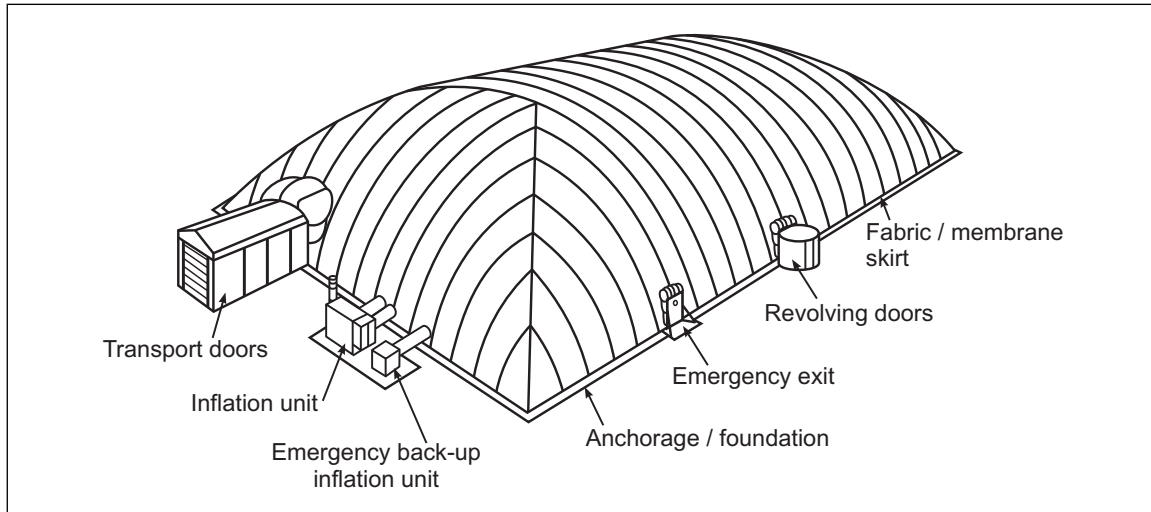 Fabric / membrane
skirt
Revolving doors
Transport doors
Emergency exit
Inflation unit
Anchorage / foundation
Emergency back-up
inflation unit